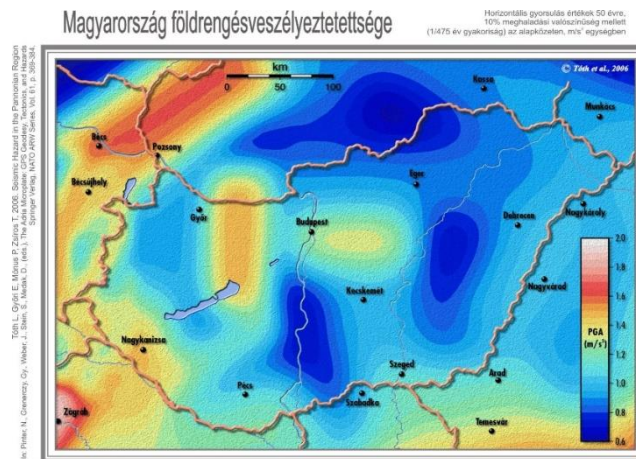 Magyarország földrengésveszélyeztetettsége
Horizontális gyorsulás értékek 50 évre,
10% meghaladási valószínűség mellett
(1/475 év gyakoriság) az alapkőzeten, m/s² egységben
Tóth L, Győri E, Mónus P, Zsíros T, 2006. Seismic Hazard in the Pannonian Region
In: Pinter, N., Grenerczy, Gy., Weber, J., Stein, S., Medak, D., (eds.), The Adria Microplate: GPS Geodesy, Tectonics, and Hazards
Springer Verlag, NATO ARW Series, Vol. 61, p. 369-384.
km
0 50 100
© Tóth et al., 2006
Kassa
Munkács
Bécs
Pozsony
Bécsújhely
Eger
Győr
Nagykároly
Debrecen
Budapest
Nagyvárad
Kecskemét
Nagykanizsa
Szeged
Arad
Pécs
Szabadka
Zágráb
Temesvár
PGA
(m/s²)
2.0
1.8
1.6
1.4
1.2
1.0
0.8
0.6